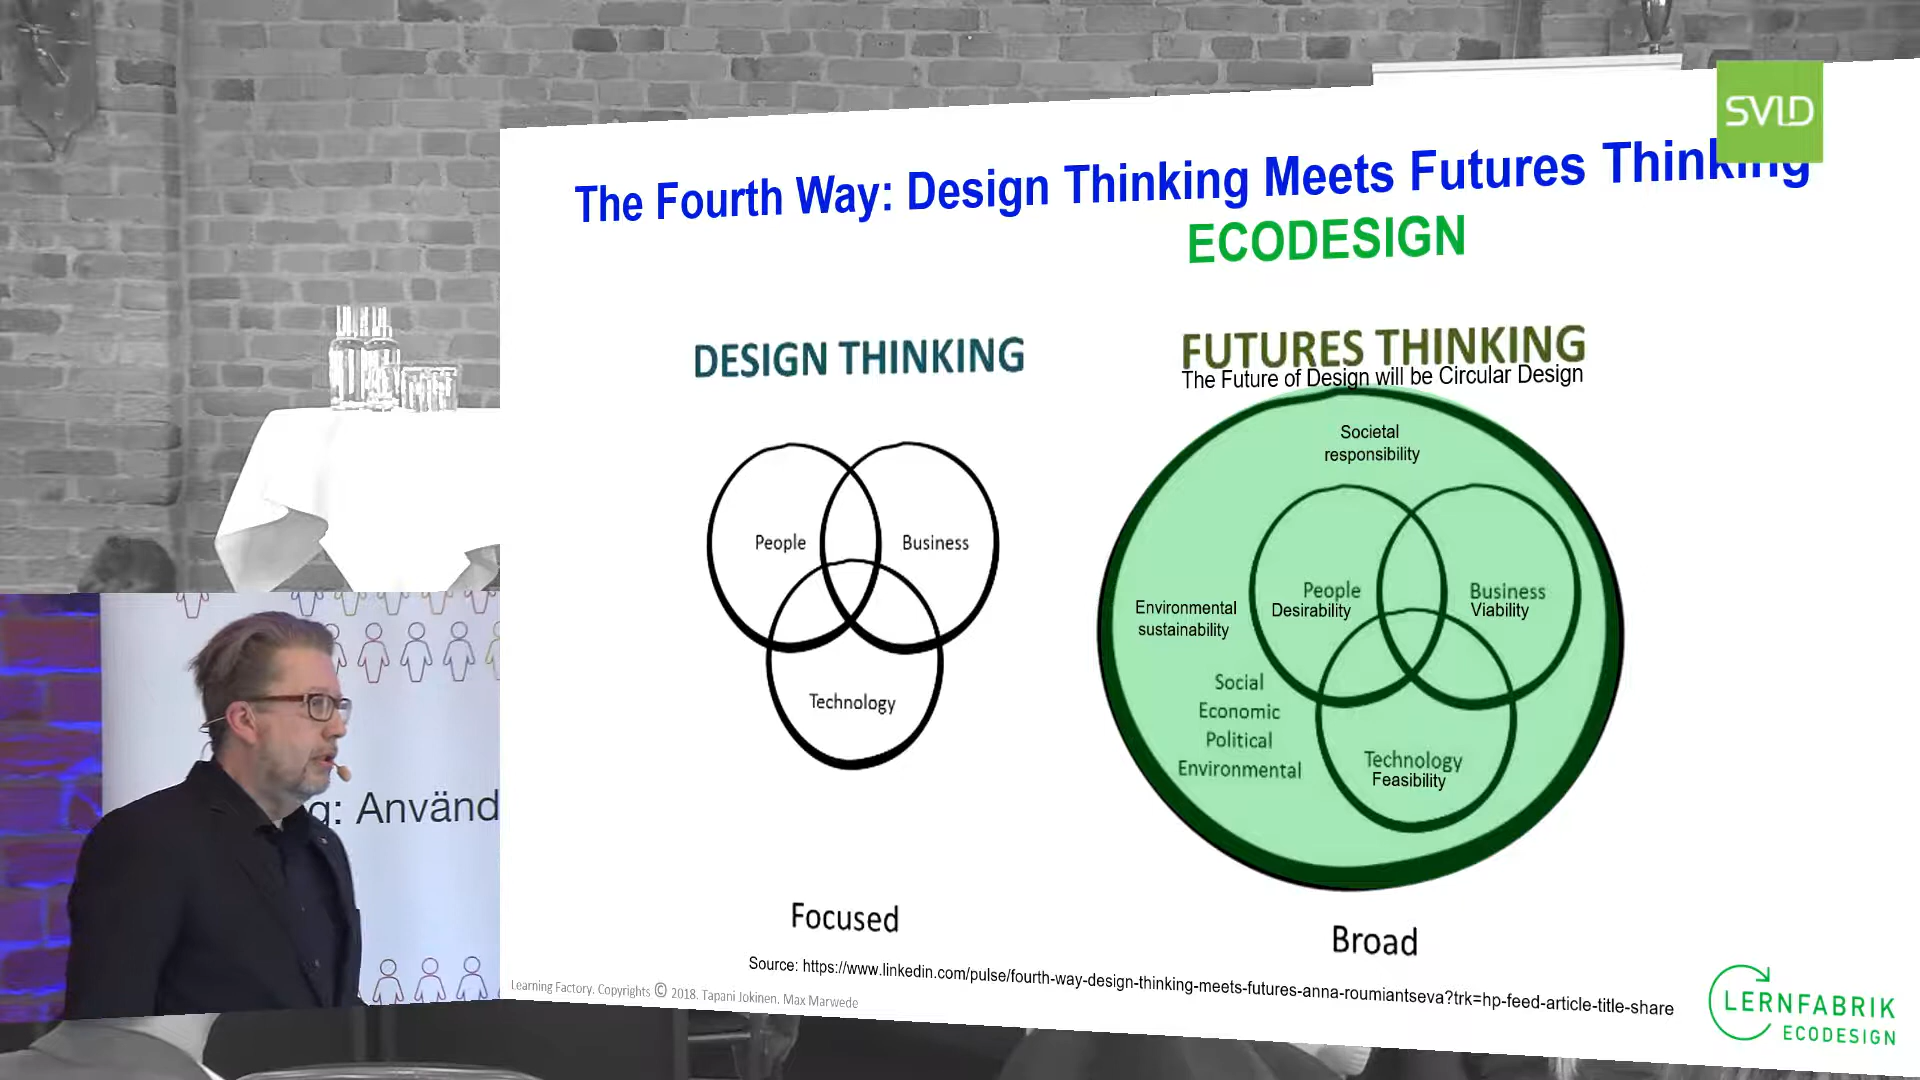 SVID
The Fourth Way: Design Thinking Meets Futures Thinking
ECODESIGN
DESIGN THINKING
FUTURES THINKING
The Future of Design will be Circular Design
Societal
responsibility
People
Business
Technology
People
Desirability
Business
Viability
Environmental
sustainability
Social
Economic
Political
Environmental
Technology
Feasibility
g: Använd
Focused
Broad
Source: https://www.linkedin.com/pulse/fourth-way-design-thinking-meets-futures-anna-roumiantseva?trk=hp-feed-article-title-share
Learning Factory. Copyrights © 2018. Tapani Jokinen. Max Marwede
LERNFABRIK
ECODESIGN